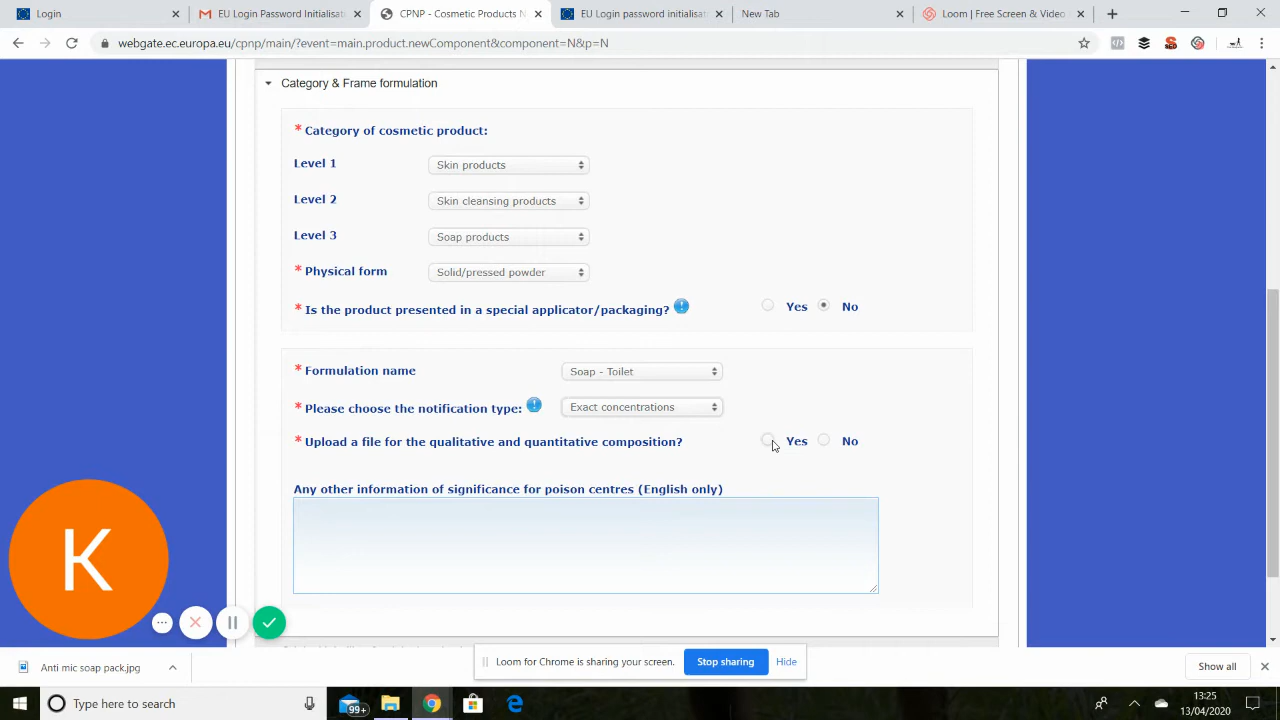 Login
EU Login Password Initialisation
CPNP - Cosmetic Products N
EU Login password initialisati
New Tab
Loom | Free Screen & Video
webgate.ec.europa.eu/cpnp/main/?event=main.product.newComponent&component=N&p=N
Category & Frame formulation
* Category of cosmetic product:
Level 1 Skin products
Level 2 Skin cleansing products
Level 3 Soap products
* Physical form Solid/pressed powder
* Is the product presented in a special applicator/packaging? ! Yes No
* Formulation name Soap - Toilet
* Please choose the notification type: ! Exact concentrations
* Upload a file for the qualitative and quantitative composition? Yes No
Any other information of significance for poison centres (English only)
K
Anti mic soap pack.jpg
Loom for Chrome is sharing your screen. Stop sharing Hide
Show all
Type here to search
99+
13:25
13/04/2020